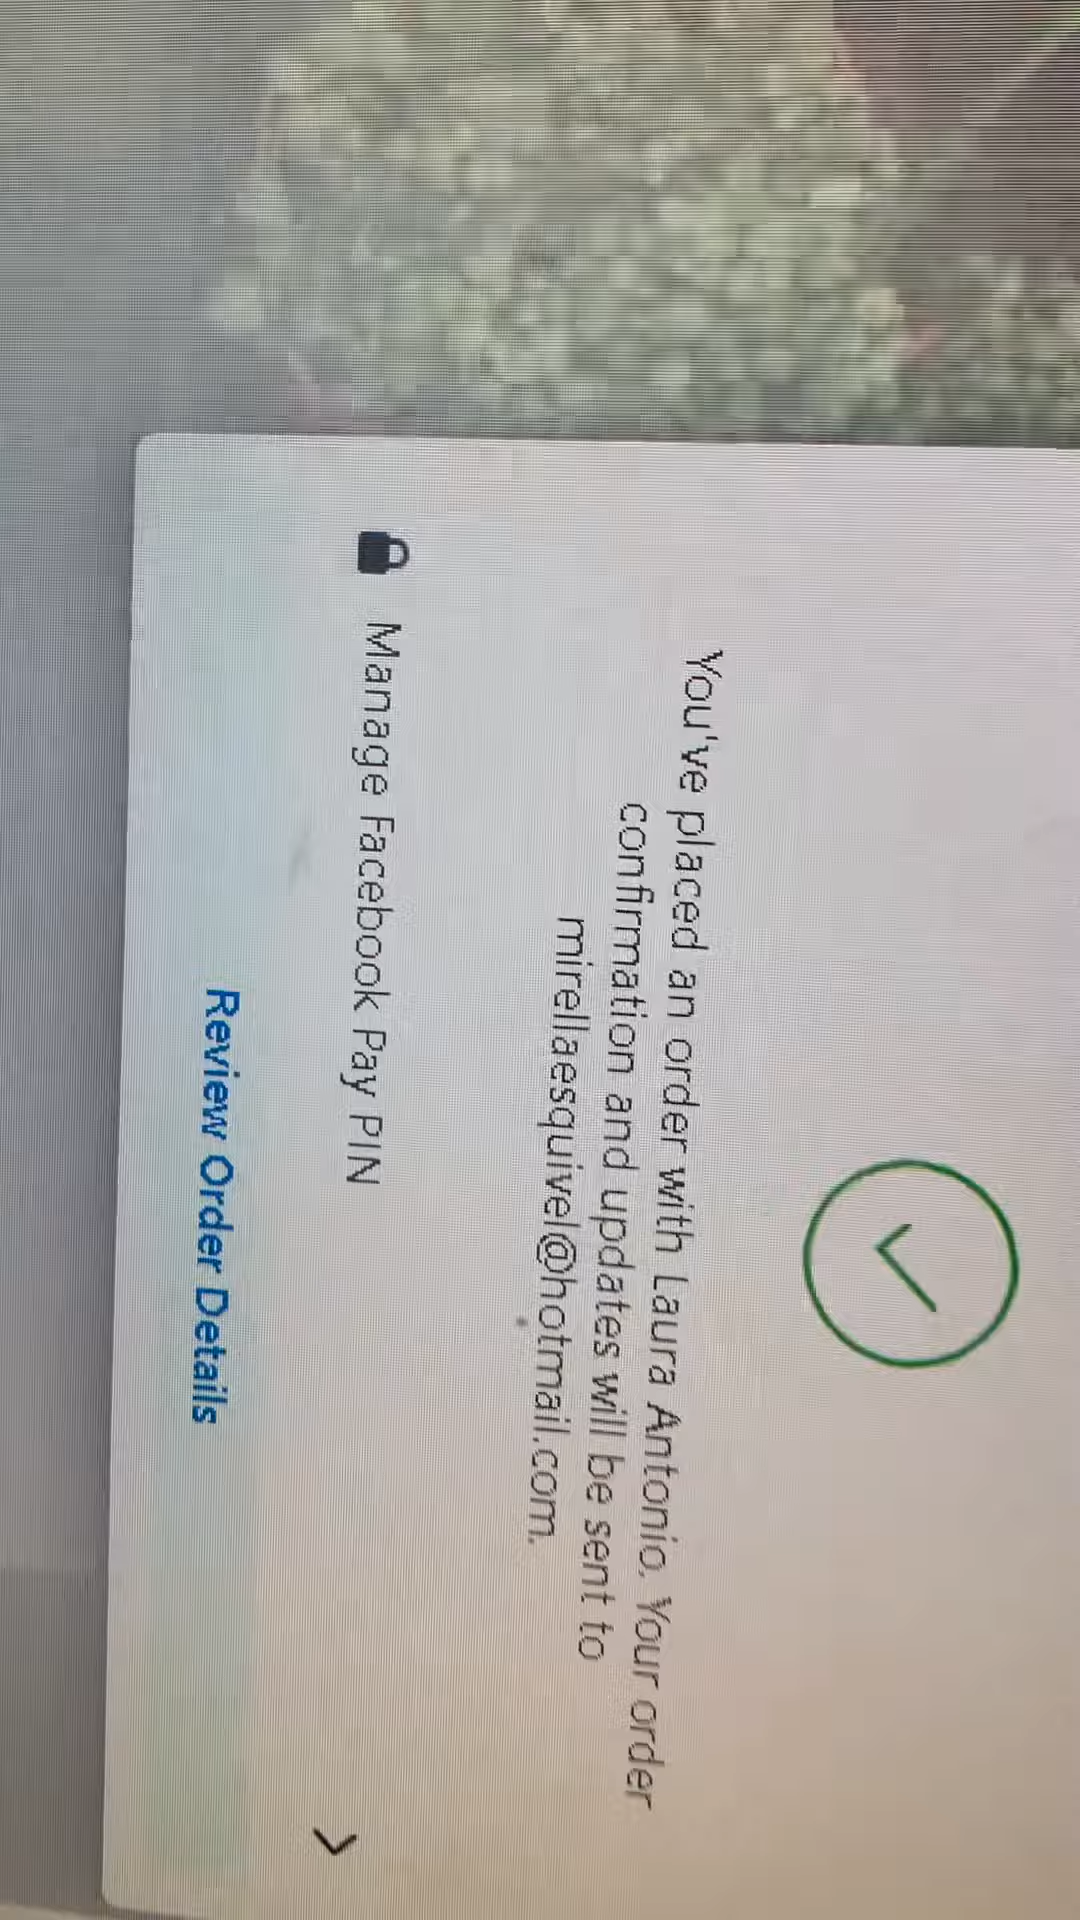 You've placed an order with Laura Antonio. Your order
confirmation and updates will be sent to
mirellaesquivel@hotmail.com.
Manage Facebook Pay PIN
Review Order Details